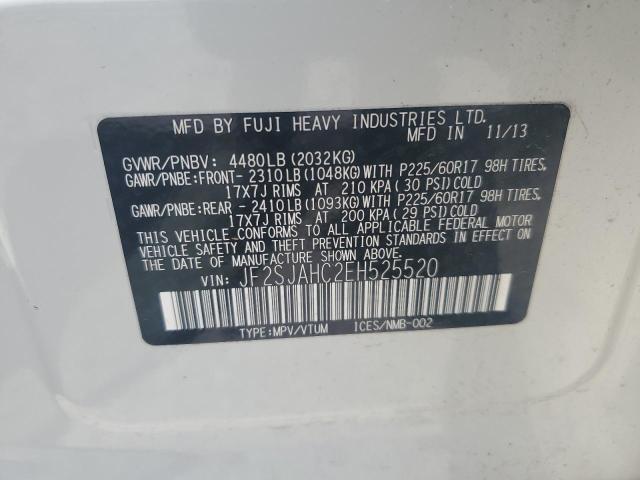 MFD BY FUJI HEAVY INDUSTRIES LTD.
MFD IN 11/13
GVWR/PNBV: 4480LB(2032KG)
GAWR/PNBE:FRONT- 2310LB(1048KG)WITH P225/60R17 98H TIRES,
17X7J RIMS AT 210 KPA(30 PSI)COLD
GAWR/PNBE:REAR - 2410LB(1093KG)WITH P225/60R17 98H TIRES,
17X7J RIMS AT 200 KPA(29 PSI)COLD
THIS VEHICLE CONFORMS TO ALL APPLICABLE FEDERAL MOTOR
VEHICLE SAFETY AND THEFT PREVENTION STANDARDS IN EFFECT
ON THE DATE OF MANUFACTURE SHOWN ABOVE.
VIN: JF2SJAHC2EH525520
TYPE:MPV/VTUM ICES/NMB-002